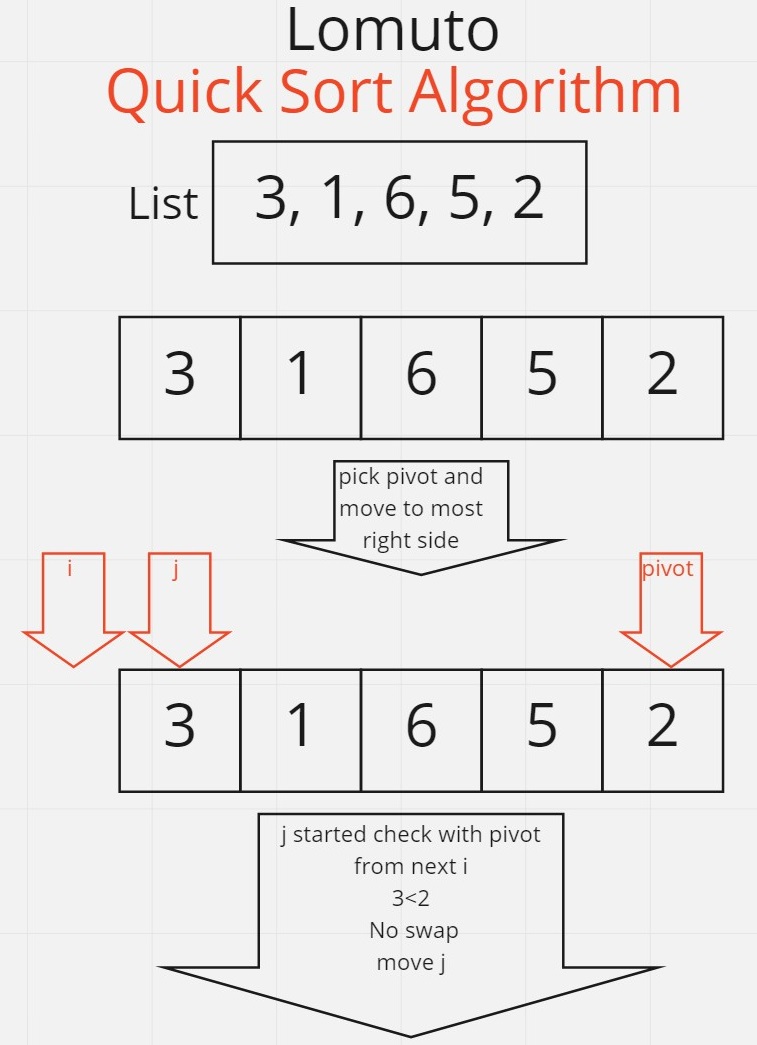 Lomuto
Quick Sort Algorithm
List 3, 1, 6, 5, 2
3 1 6 5 2
pick pivot and
move to most
right side
i j pivot
3 1 6 5 2
j started check with pivot
from next i
3<2
No swap
move j